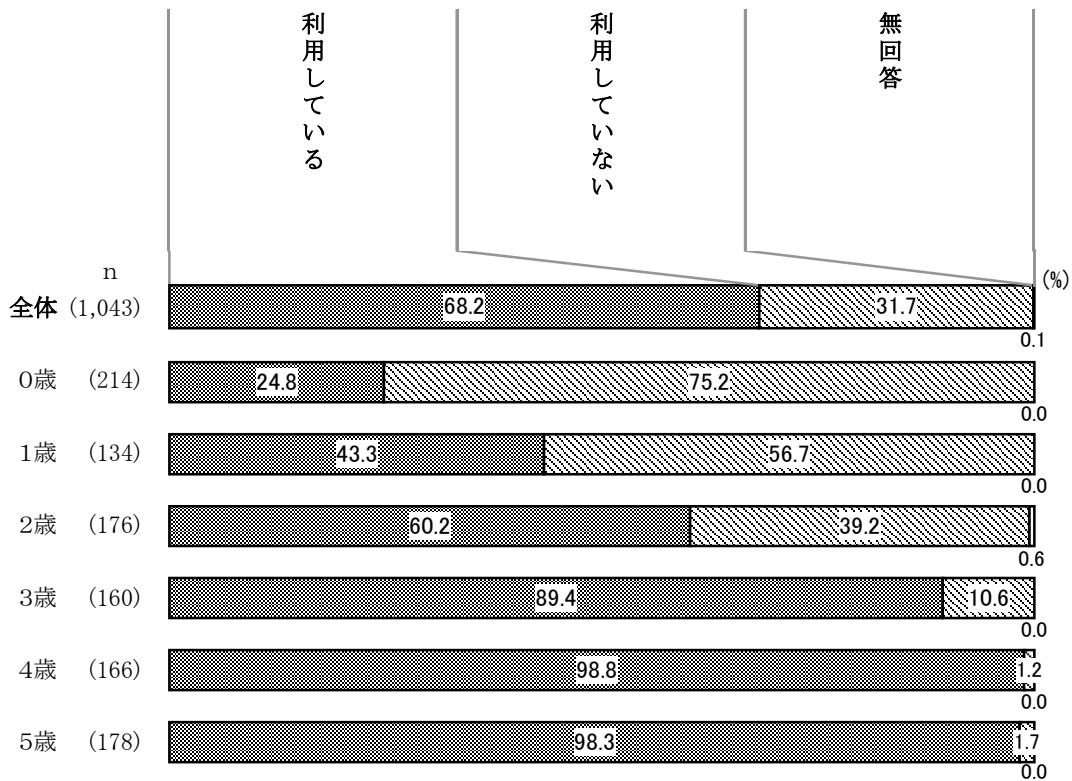 利用している
利用していない
無回答
n
(%)
全体 (1,043) 68.2 31.7
0.1
0歳 (214) 24.8 75.2
0.0
1歳 (134) 43.3 56.7
0.0
2歳 (176) 60.2 39.2
0.6
3歳 (160) 89.4 10.6
0.0
4歳 (166) 98.8 1.2
0.0
5歳 (178) 98.3 1.7
0.0